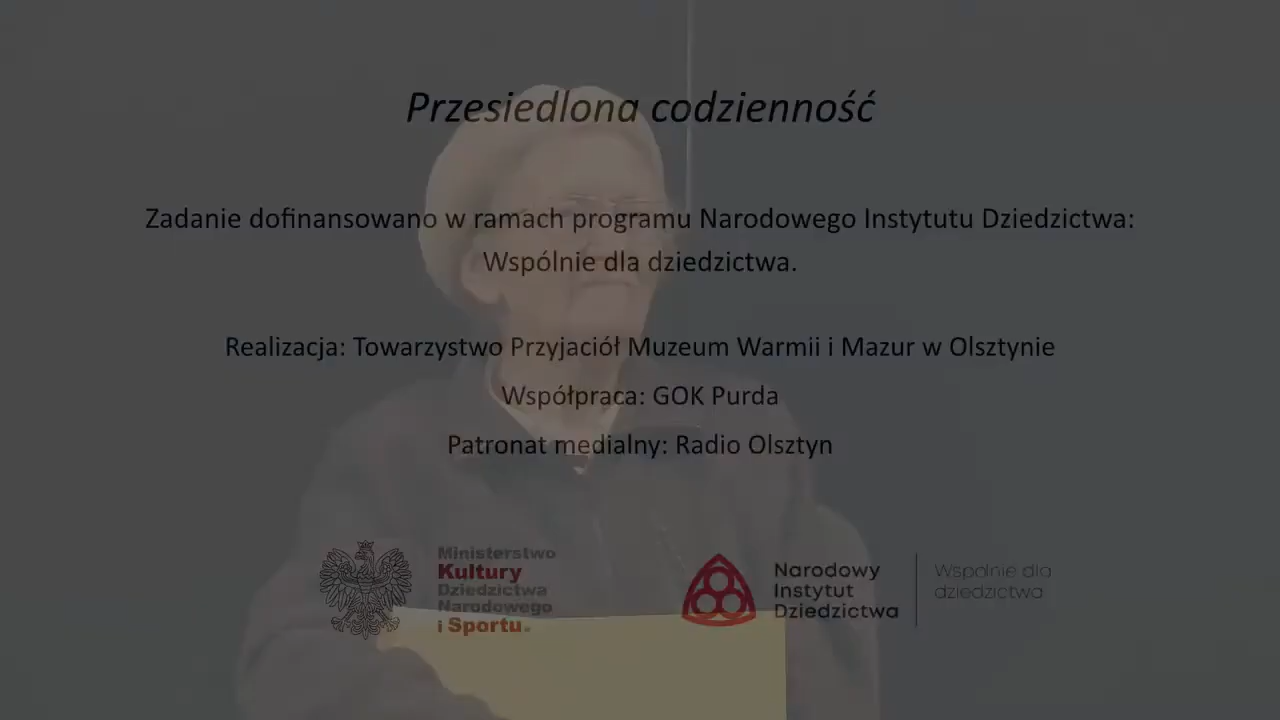 Przesiedlona codzienność
Zadanie dofinansowano w ramach programu Narodowego Instytutu Dziedzictwa:
Wspólnie dla dziedzictwa.
Realizacja: Towarzystwo Przyjaciół Muzeum Warmii i Mazur w Olsztynie
Współpraca: GOK Purda
Patronat medialny: Radio Olsztyn
Ministerstwo
Kultury
Dziedzictwa
Narodowego
i Sportu.
Narodowy
Instytut
Dziedzictwa
Wspólnie dla
dziedzictwa